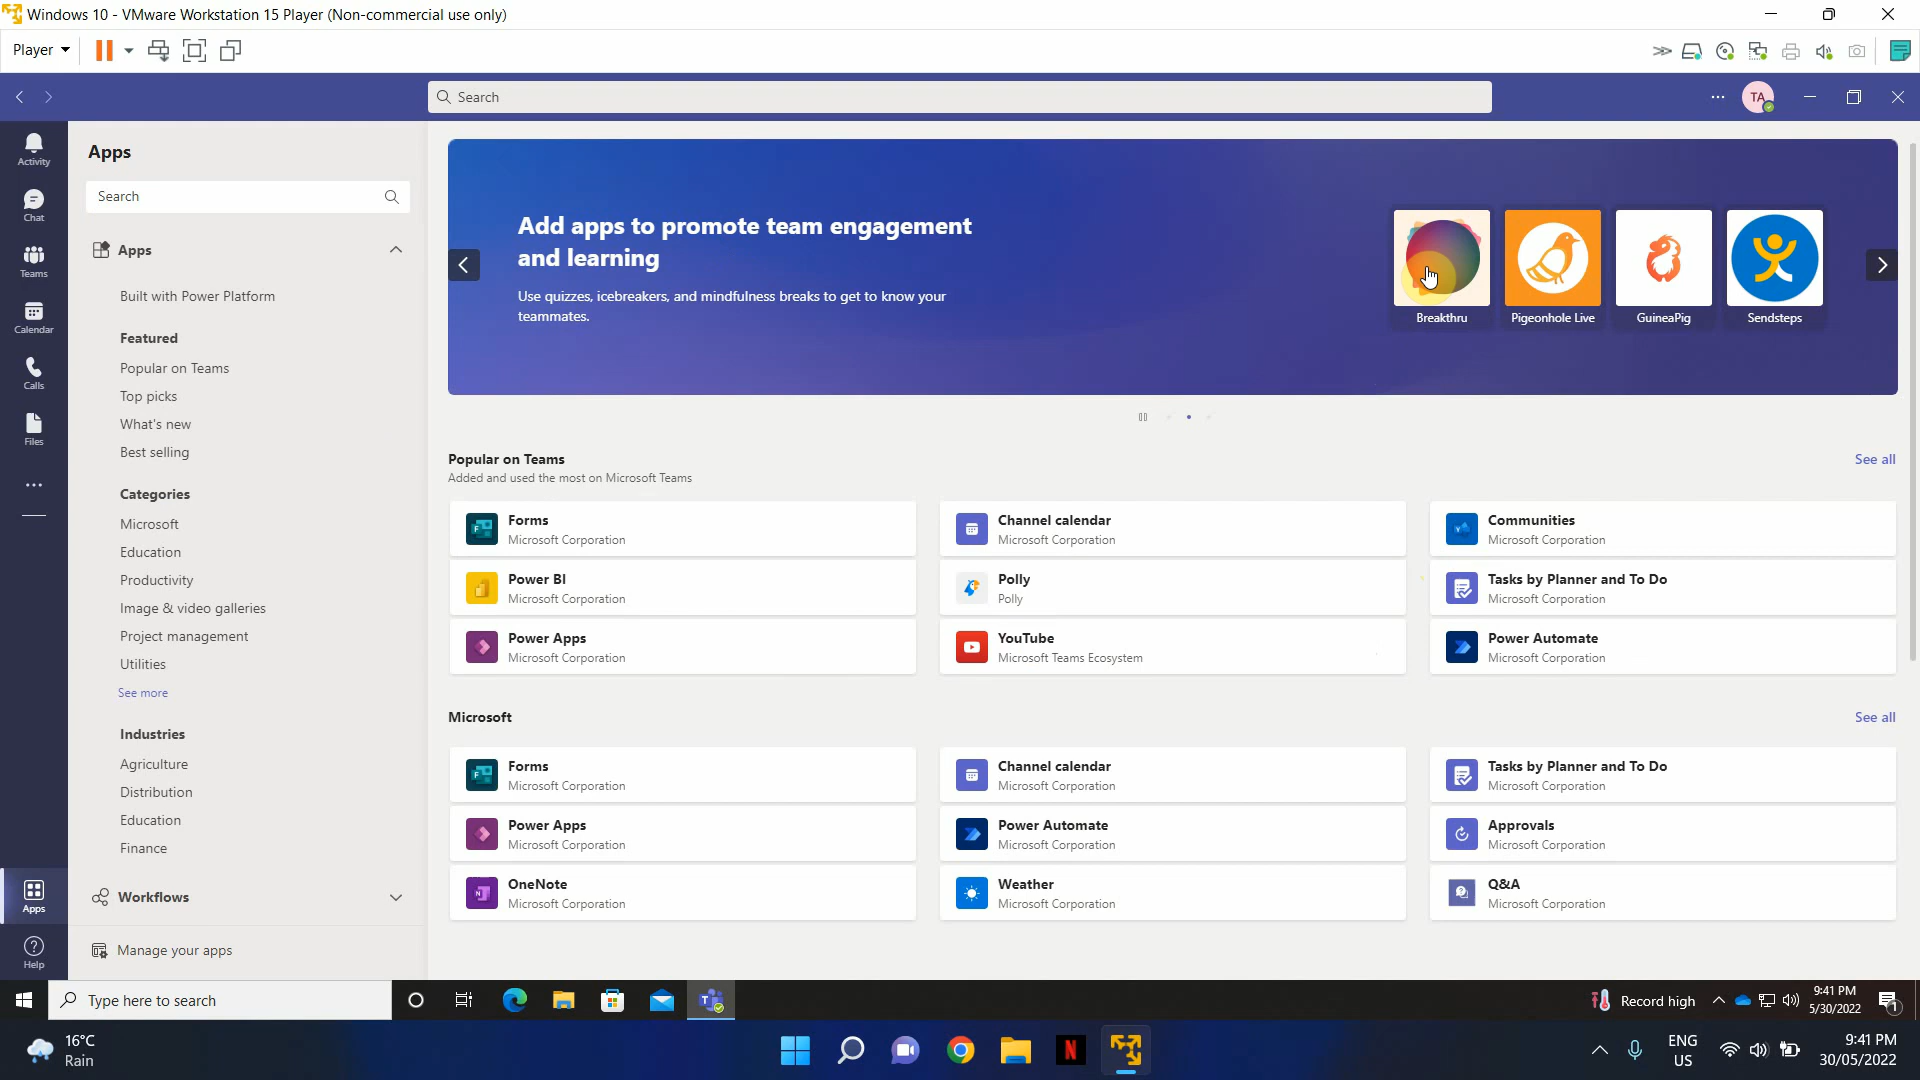 Windows 10 - VMware Workstation 15 Player (Non-commercial use only)
Player
Search
TA
Activity
Chat
Teams
Calendar
Calls
Files
Apps
Help
Apps
Search
Apps
Built with Power Platform
Featured
Popular on Teams
Top picks
What's new
Best selling
Categories
Microsoft
Education
Productivity
Image & video galleries
Project management
Utilities
See more
Industries
Agriculture
Distribution
Education
Finance
Workflows
Manage your apps
Add apps to promote team engagement
and learning
Use quizzes, icebreakers, and mindfulness breaks to get to know your
teammates.
Breakthru
Pigeonhole Live
GuineaPig
Sendsteps
Popular on Teams
See all
Added and used the most on Microsoft Teams
Forms
Microsoft Corporation
Channel calendar
Microsoft Corporation
Communities
Microsoft Corporation
Power BI
Microsoft Corporation
Polly
Polly
Tasks by Planner and To Do
Microsoft Corporation
Power Apps
Microsoft Corporation
YouTube
Microsoft Teams Ecosystem
Power Automate
Microsoft Corporation
Microsoft
See all
Forms
Microsoft Corporation
Channel calendar
Microsoft Corporation
Tasks by Planner and To Do
Microsoft Corporation
Power Apps
Microsoft Corporation
Power Automate
Microsoft Corporation
Approvals
Microsoft Corporation
OneNote
Microsoft Corporation
Weather
Microsoft Corporation
Q&A
Microsoft Corporation
Type here to search
Record high
9:41 PM
5/30/2022
1
16°C
Rain
N
ENG
US
9:41 PM
30/05/2022